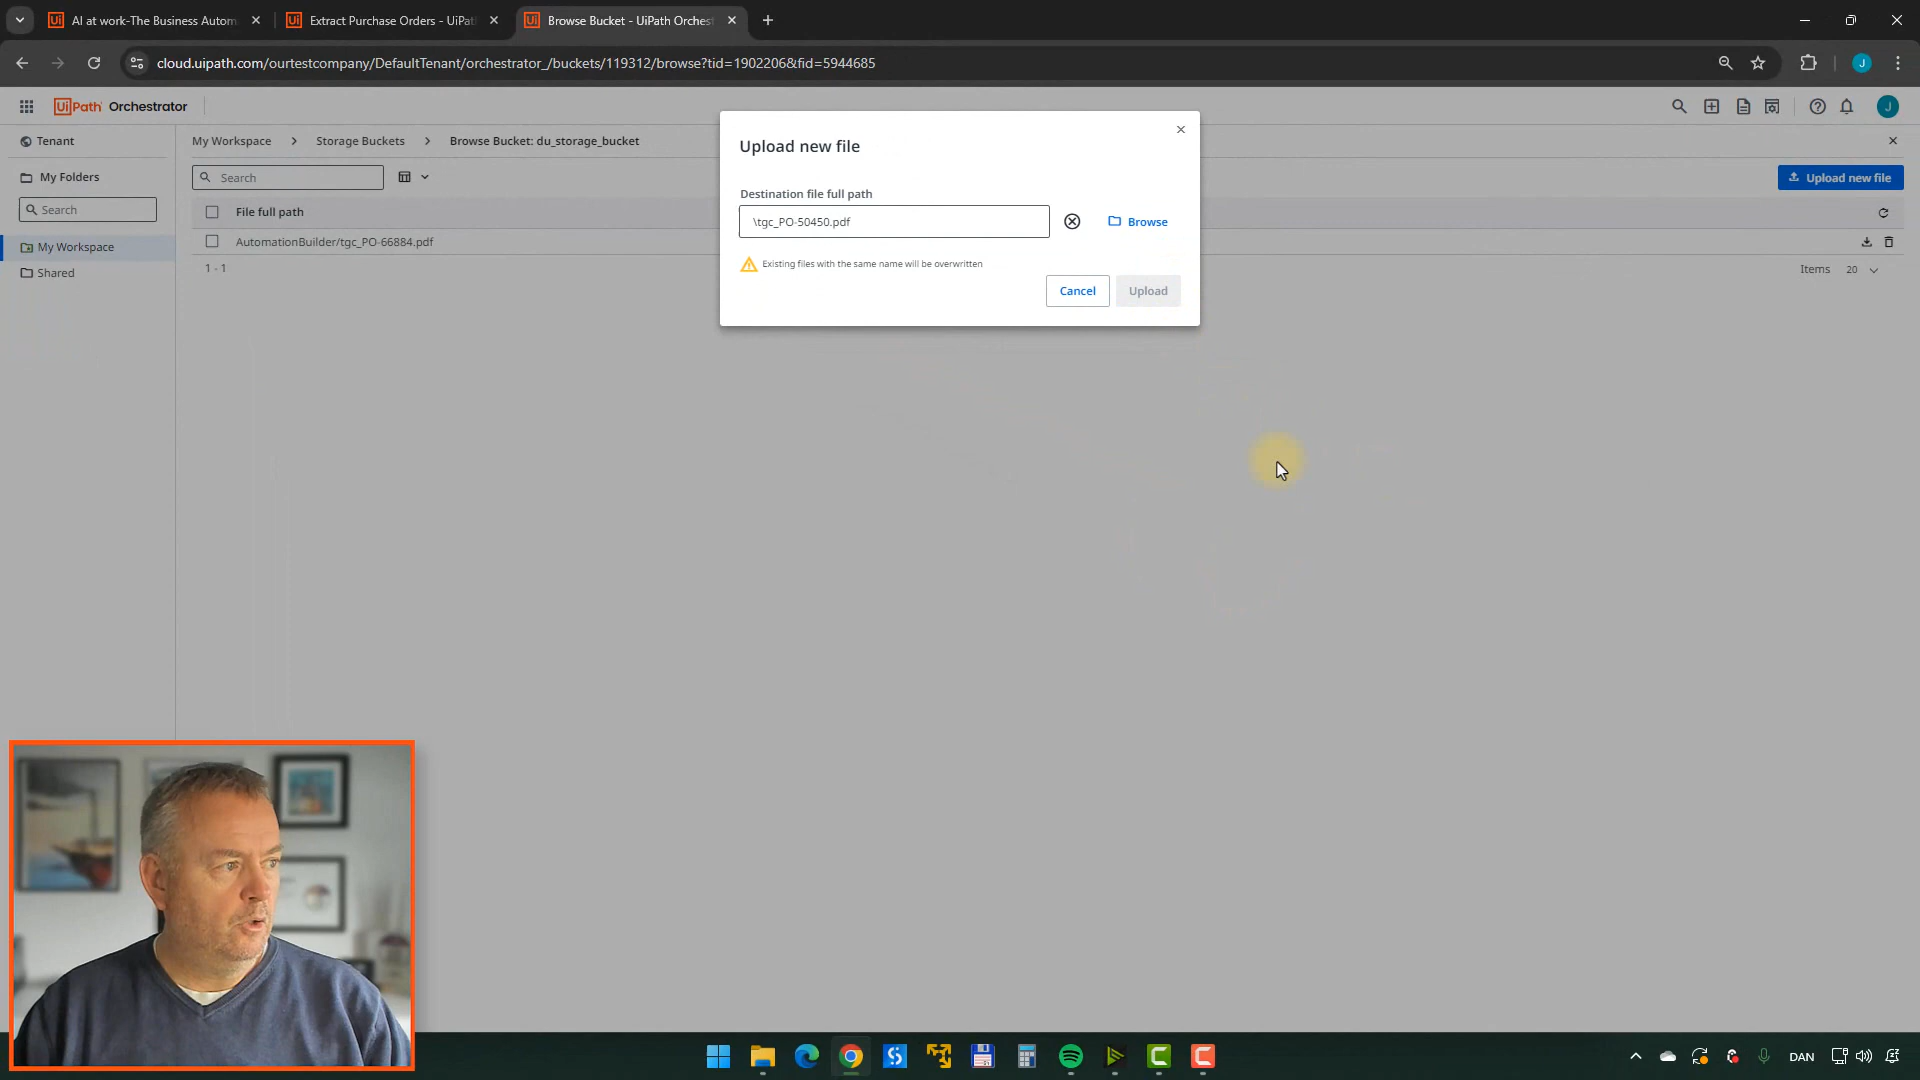 AI at work-The Business Autom
Extract Purchase Orders - UiPat
Browse Bucket - UiPath Orchest
cloud.uipath.com/ourtestcompany/DefaultTenant/orchestrator_/buckets/119312/browse?tid=1902206&fid=5944685
J
UiPath Orchestrator
J
Tenant
My Workspace
Storage Buckets
Browse Bucket: du_storage_bucket
My Folders
Search
Upload new file
Search
File full path
My Workspace
AutomationBuilder/tgc_PO-66884.pdf
Shared
1 - 1
Items 20
Upload new file
Destination file full path
\tgc_PO-50450.pdf
Browse
Existing files with the same name will be overwritten
Cancel
Upload
DAN